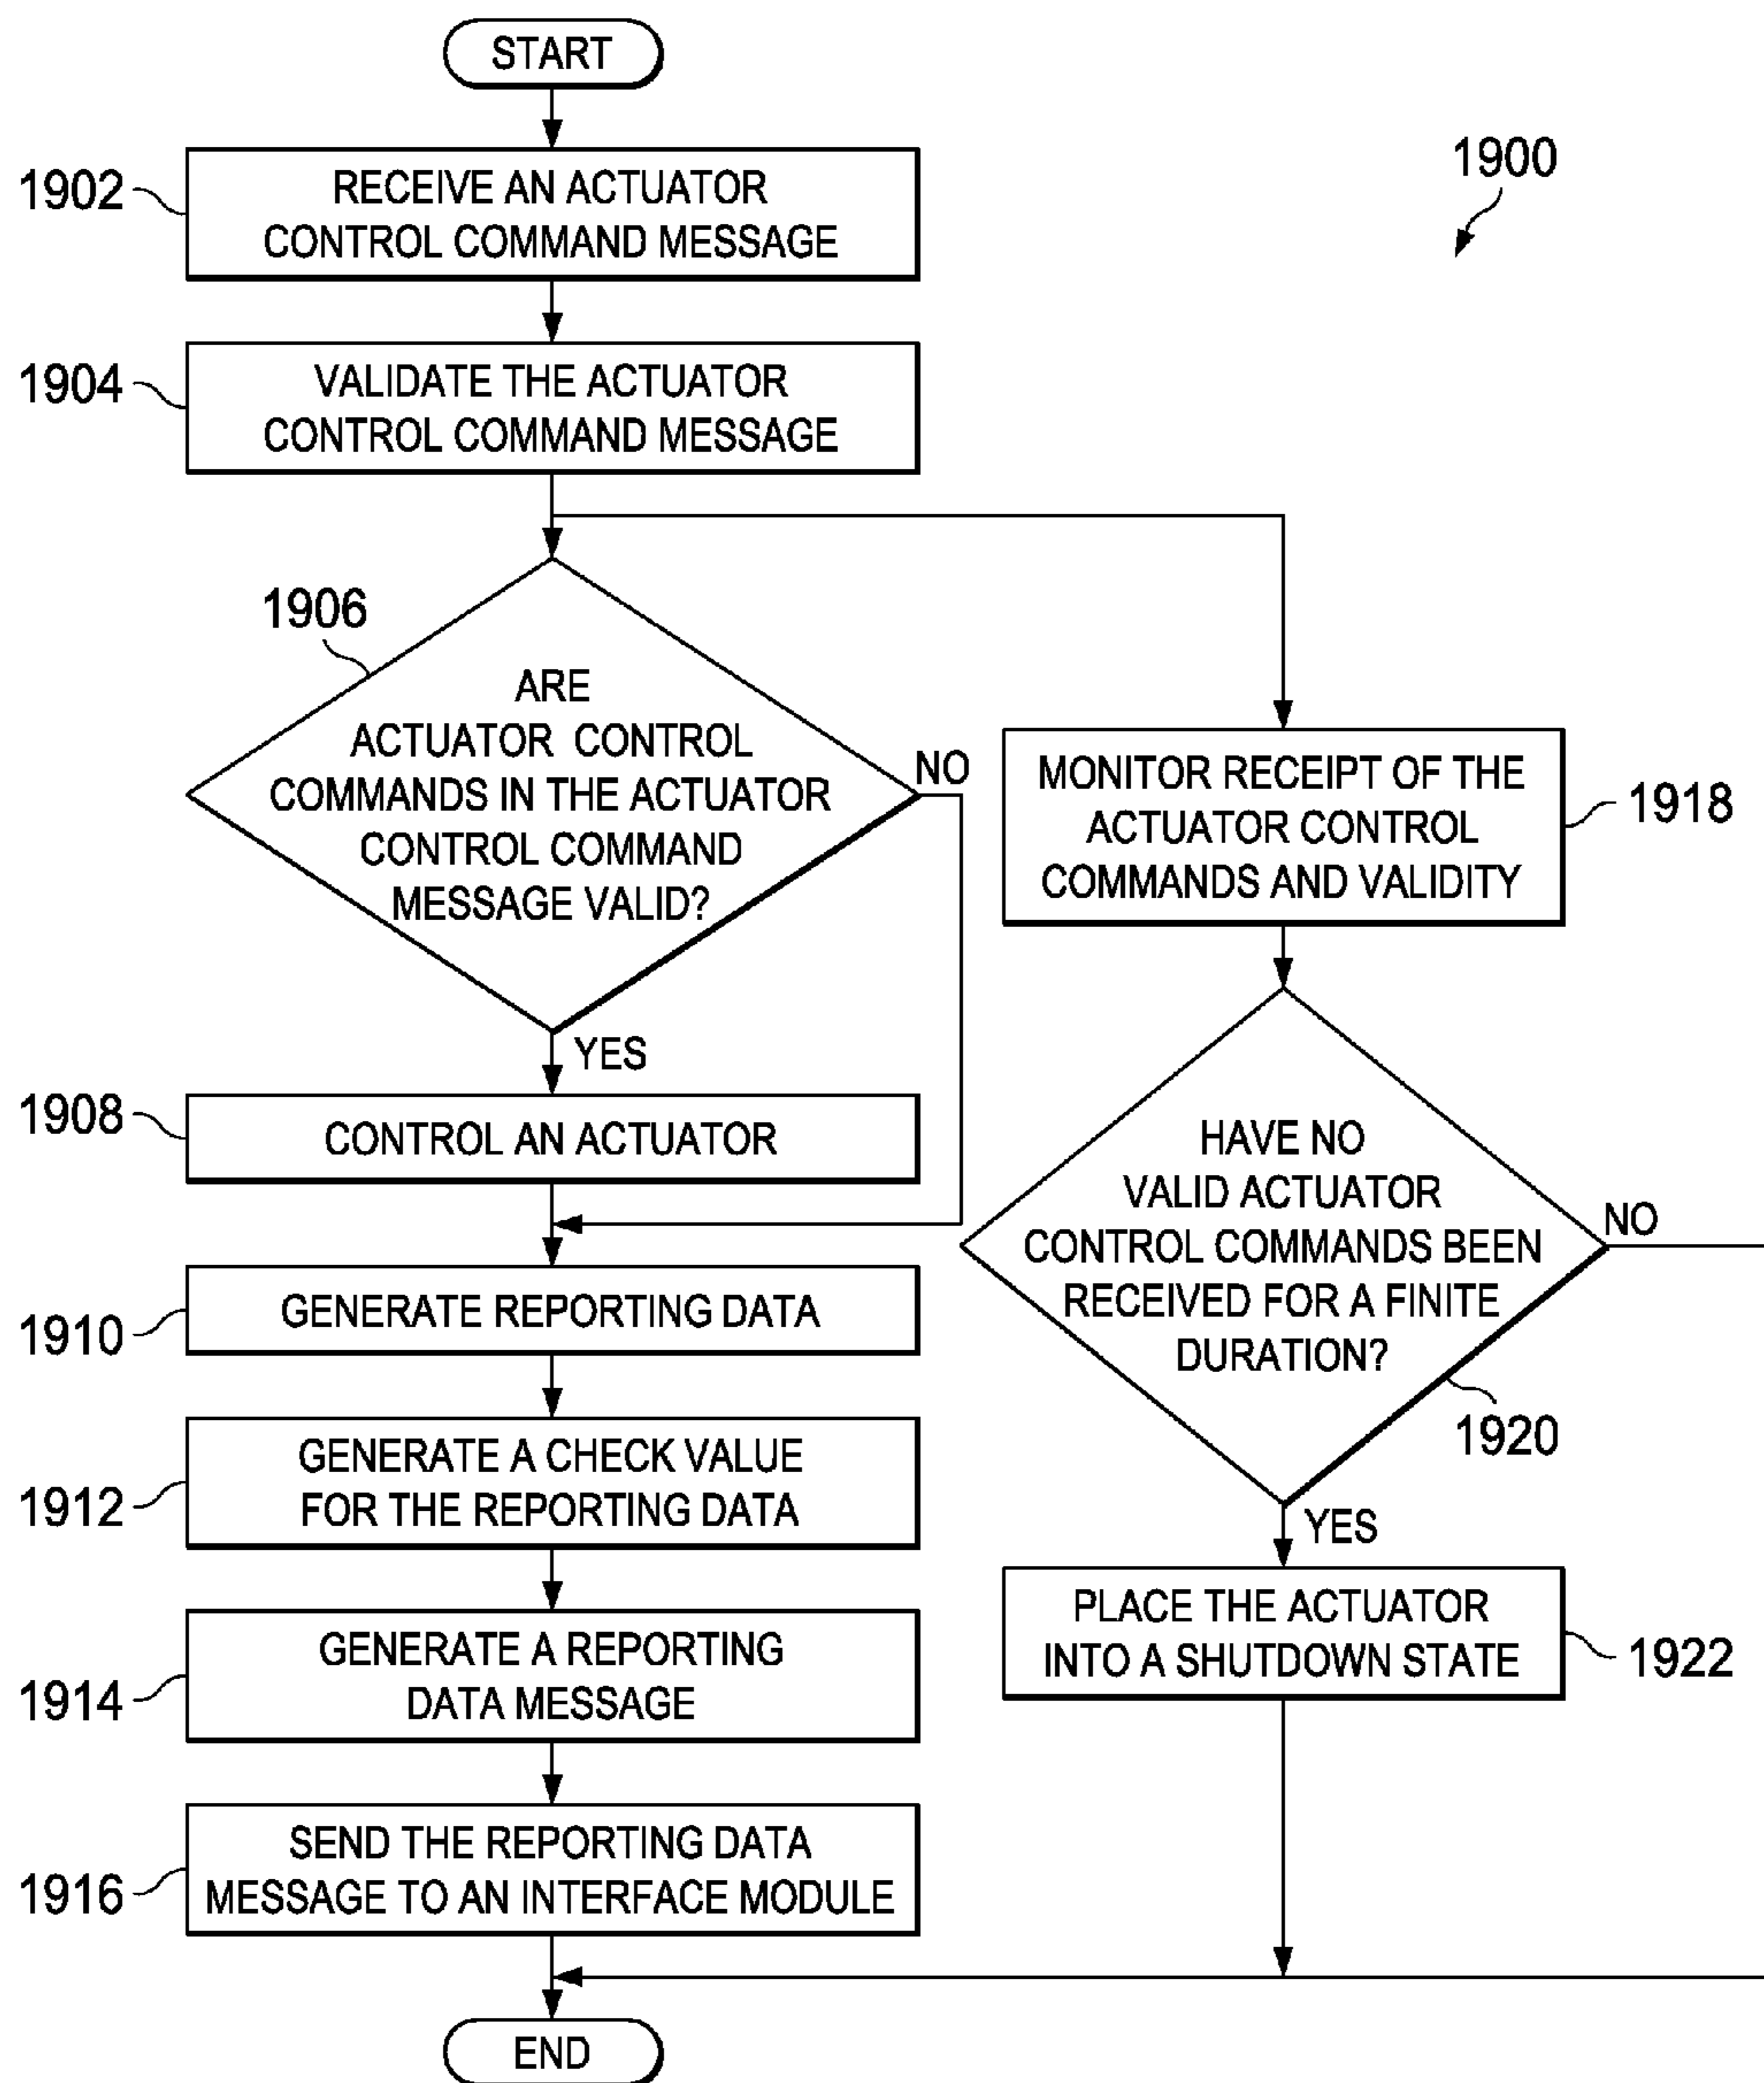 START
1900
1902
RECEIVE AN ACTUATOR
CONTROL COMMAND MESSAGE
1904
VALIDATE THE ACTUATOR
CONTROL COMMAND MESSAGE
1906
ARE
ACTUATOR CONTROL
COMMANDS IN THE ACTUATOR
CONTROL COMMAND
MESSAGE VALID?
NO
YES
1908
CONTROL AN ACTUATOR
1910
GENERATE REPORTING DATA
1912
GENERATE A CHECK VALUE
FOR THE REPORTING DATA
1914
GENERATE A REPORTING
DATA MESSAGE
1916
SEND THE REPORTING DATA
MESSAGE TO AN INTERFACE MODULE
MONITOR RECEIPT OF THE
ACTUATOR CONTROL
COMMANDS AND VALIDITY
1918
HAVE NO
VALID ACTUATOR
CONTROL COMMANDS BEEN
RECEIVED FOR A FINITE
DURATION?
NO
1920
YES
PLACE THE ACTUATOR
INTO A SHUTDOWN STATE
1922
END